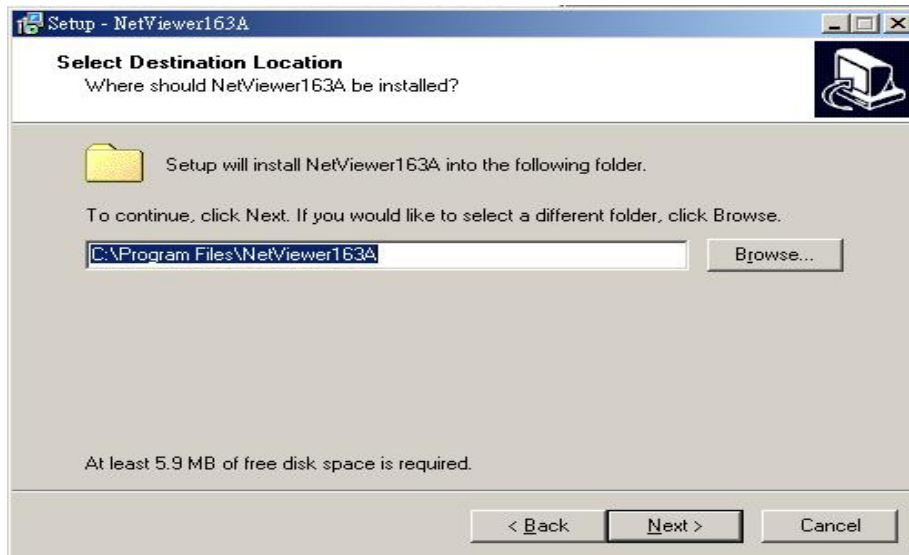 Setup - NetViewer163A
Select Destination Location
Where should NetViewer163A be installed?
Setup will install NetViewer163A into the following folder.
To continue, click Next. If you would like to select a different folder, click Browse.
C:\Program Files\NetViewer163A
Browse...
At least 5.9 MB of free disk space is required.
< Back
Next >
Cancel